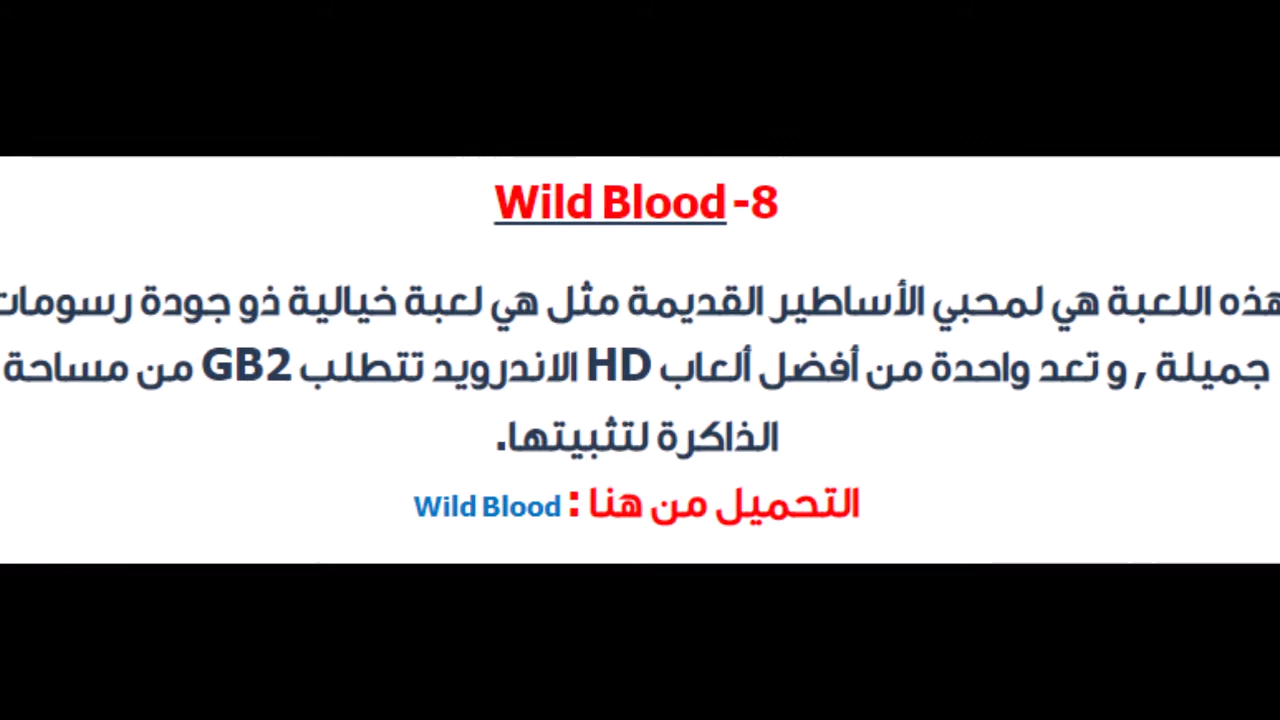 8- Wild Blood
هذه اللعبة هي لمحبي الأساطير القديمة مثل هي لعبة خيالية ذو جودة رسومات
جميلة , و تعد واحدة من أفضل ألعاب HD الاندرويد تتطلب GB2 من مساحة
الذاكرة لتثبيتها.
التحميل من هنا : Wild Blood